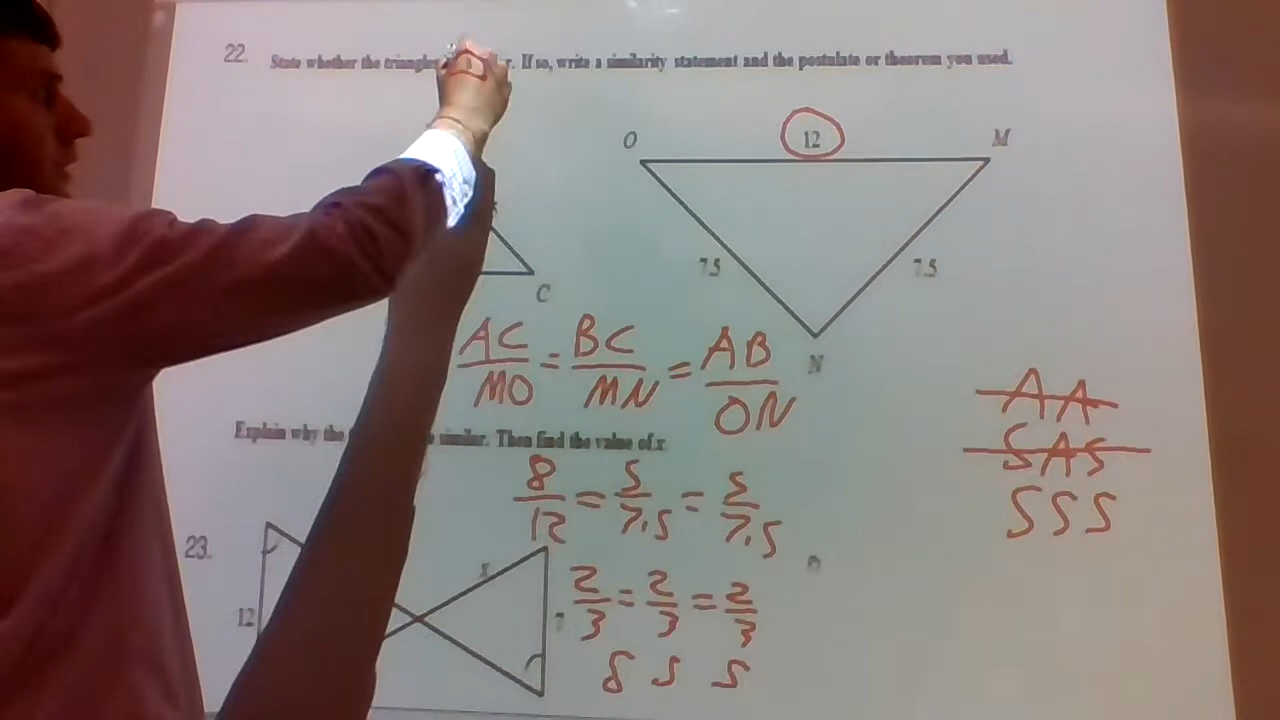 22. State whether the triangles r. If so, write a similarity statement and the postulate or theorem you used.
O 12 M
7.5 7.5
C
N
AC/MO = BC/MN = AB/ON
AA
SAS
SSS
Explain why the similar. Then find the value of x.
8/12 = 5/7.5 = 5/7.5
23.
x
12 7
2/3 = 2/3 = 2/3
S S S